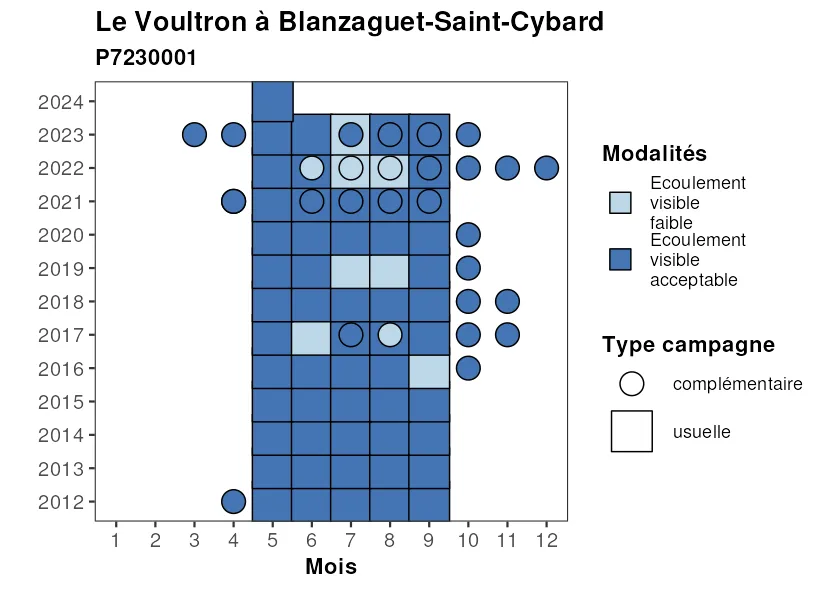 Le Voultron à Blanzaguet-Saint-Cybard
P7230001
2024
2023
2022
2021
2020
2019
2018
2017
2016
2015
2014
2013
2012
1 2 3 4 5 6 7 8 9 10 11 12
Mois
Modalités
Ecoulement
visible
faible
Ecoulement
visible
acceptable
Type campagne
complémentaire
usuelle